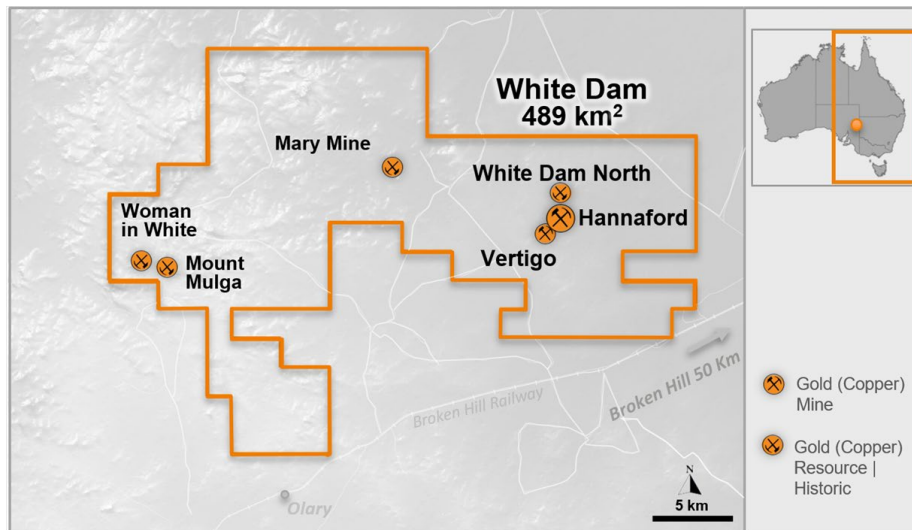 White Dam
489 km²
Mary Mine
White Dam North
Hannaford
Vertigo
Woman
in White
Mount
Mulga
Broken Hill 50 Km
Broken Hill Railway
Olary
N
5 km
Gold (Copper)
Mine
Gold (Copper)
Resource |
Historic